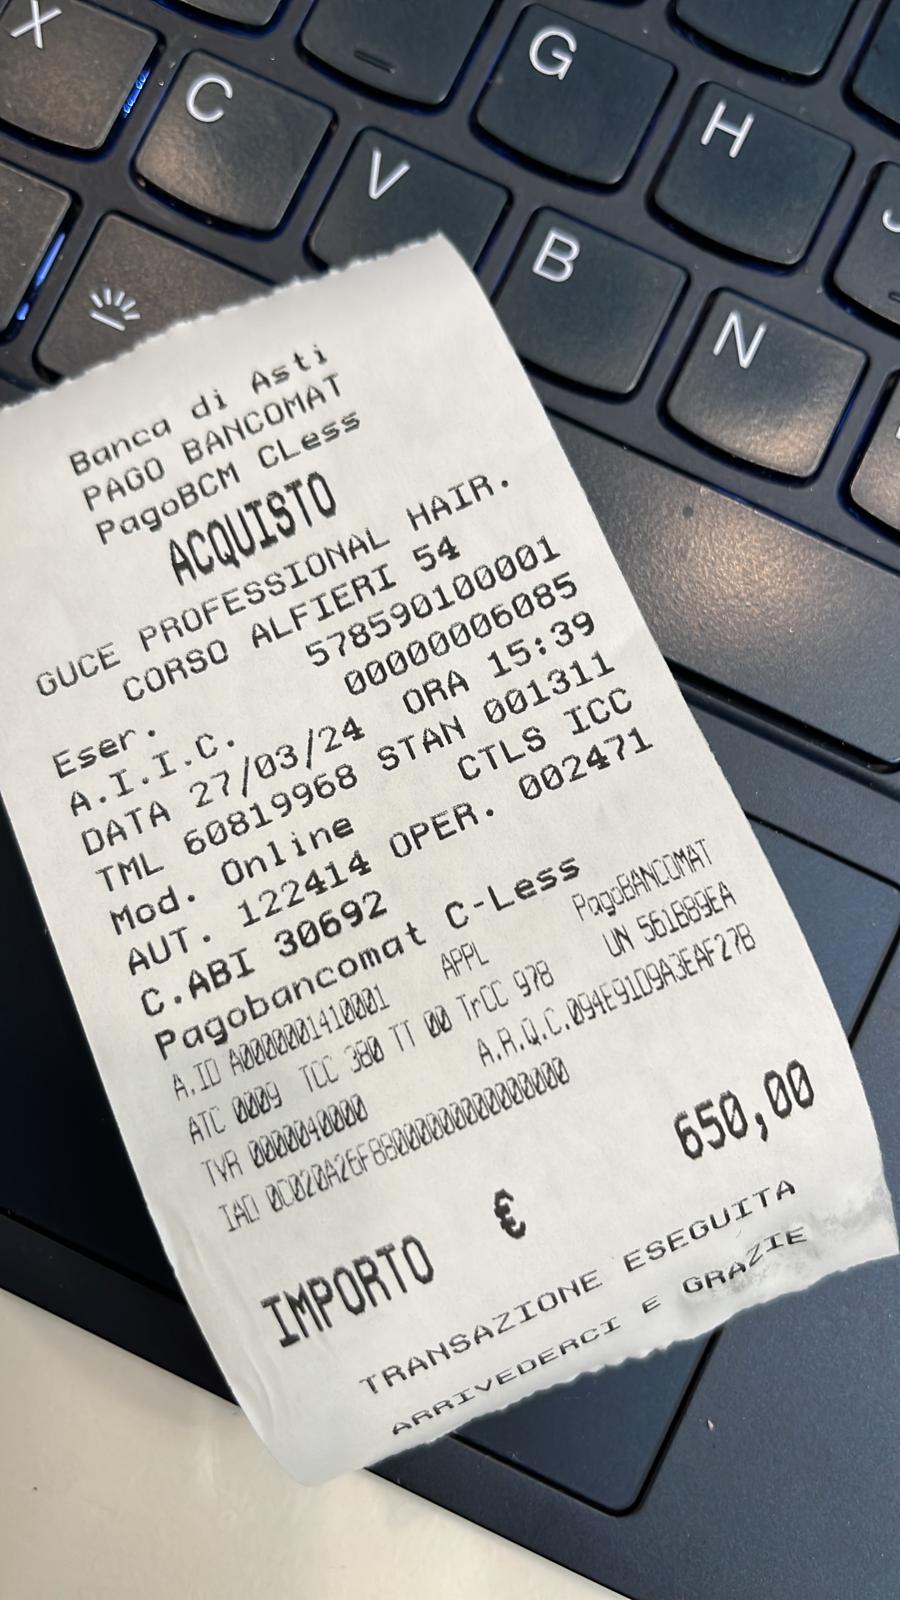 X
C
G
V
H
B
N
Banca di Asti
PAGO BANCOMAT
PagoBCM CLess
ACQUISTO
GUCE PROFESSIONAL HAIR.
CORSO ALFIERI 54
Eser. 578590100001
A.I.I.C. 00000006085
DATA 27/03/24 ORA 15:39
TML 60819968 STAN 001311
Mod. Online CTLS ICC
AUT. 122414 OPER. 002471
C.ABI 30692
Pagobancomat C-Less
A.ID A0000001410001 APPL PagoBANCOMAT
ATC 0009 TCC 380 TT 00 TrCC 978 UN 561BB9EA
TVR 0000040000 A.R.Q.C.094E91D9A3EAF27B
IAD
IMPORTO € 650,00
TRANSAZIONE ESEGUITA
ARRIVEDERCI E GRAZIE